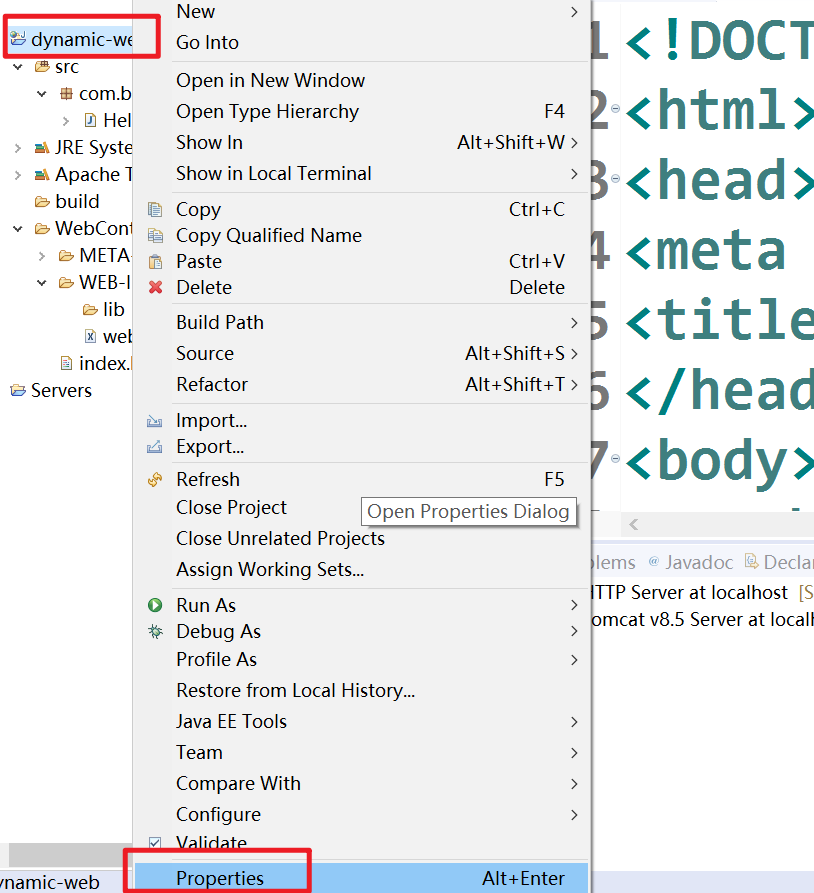 dynamic-we
src
com.b
Hel
JRE Syste
Apache T
build
WebCont
META-
WEB-I
lib
web
index.
Servers
New
Go Into
Open in New Window
Open Type Hierarchy F4
Show In Alt+Shift+W
Show in Local Terminal
Copy Ctrl+C
Copy Qualified Name
Paste Ctrl+V
Delete Delete
Build Path
Source Alt+Shift+S
Refactor Alt+Shift+T
Import...
Export...
Refresh F5
Close Project
Open Properties Dialog
Close Unrelated Projects
Assign Working Sets...
Run As
Debug As
Profile As
Restore from Local History...
Java EE Tools
Team
Compare With
Configure
Validate
Properties Alt+Enter
1 <!DOCT
2 <html>
3 <head>
4 <meta
5 <title
6 </head
7 <body>
blems @ Javadoc Declar
HTTP Server at localhost [S
omcat v8.5 Server at localh
ynamic-web